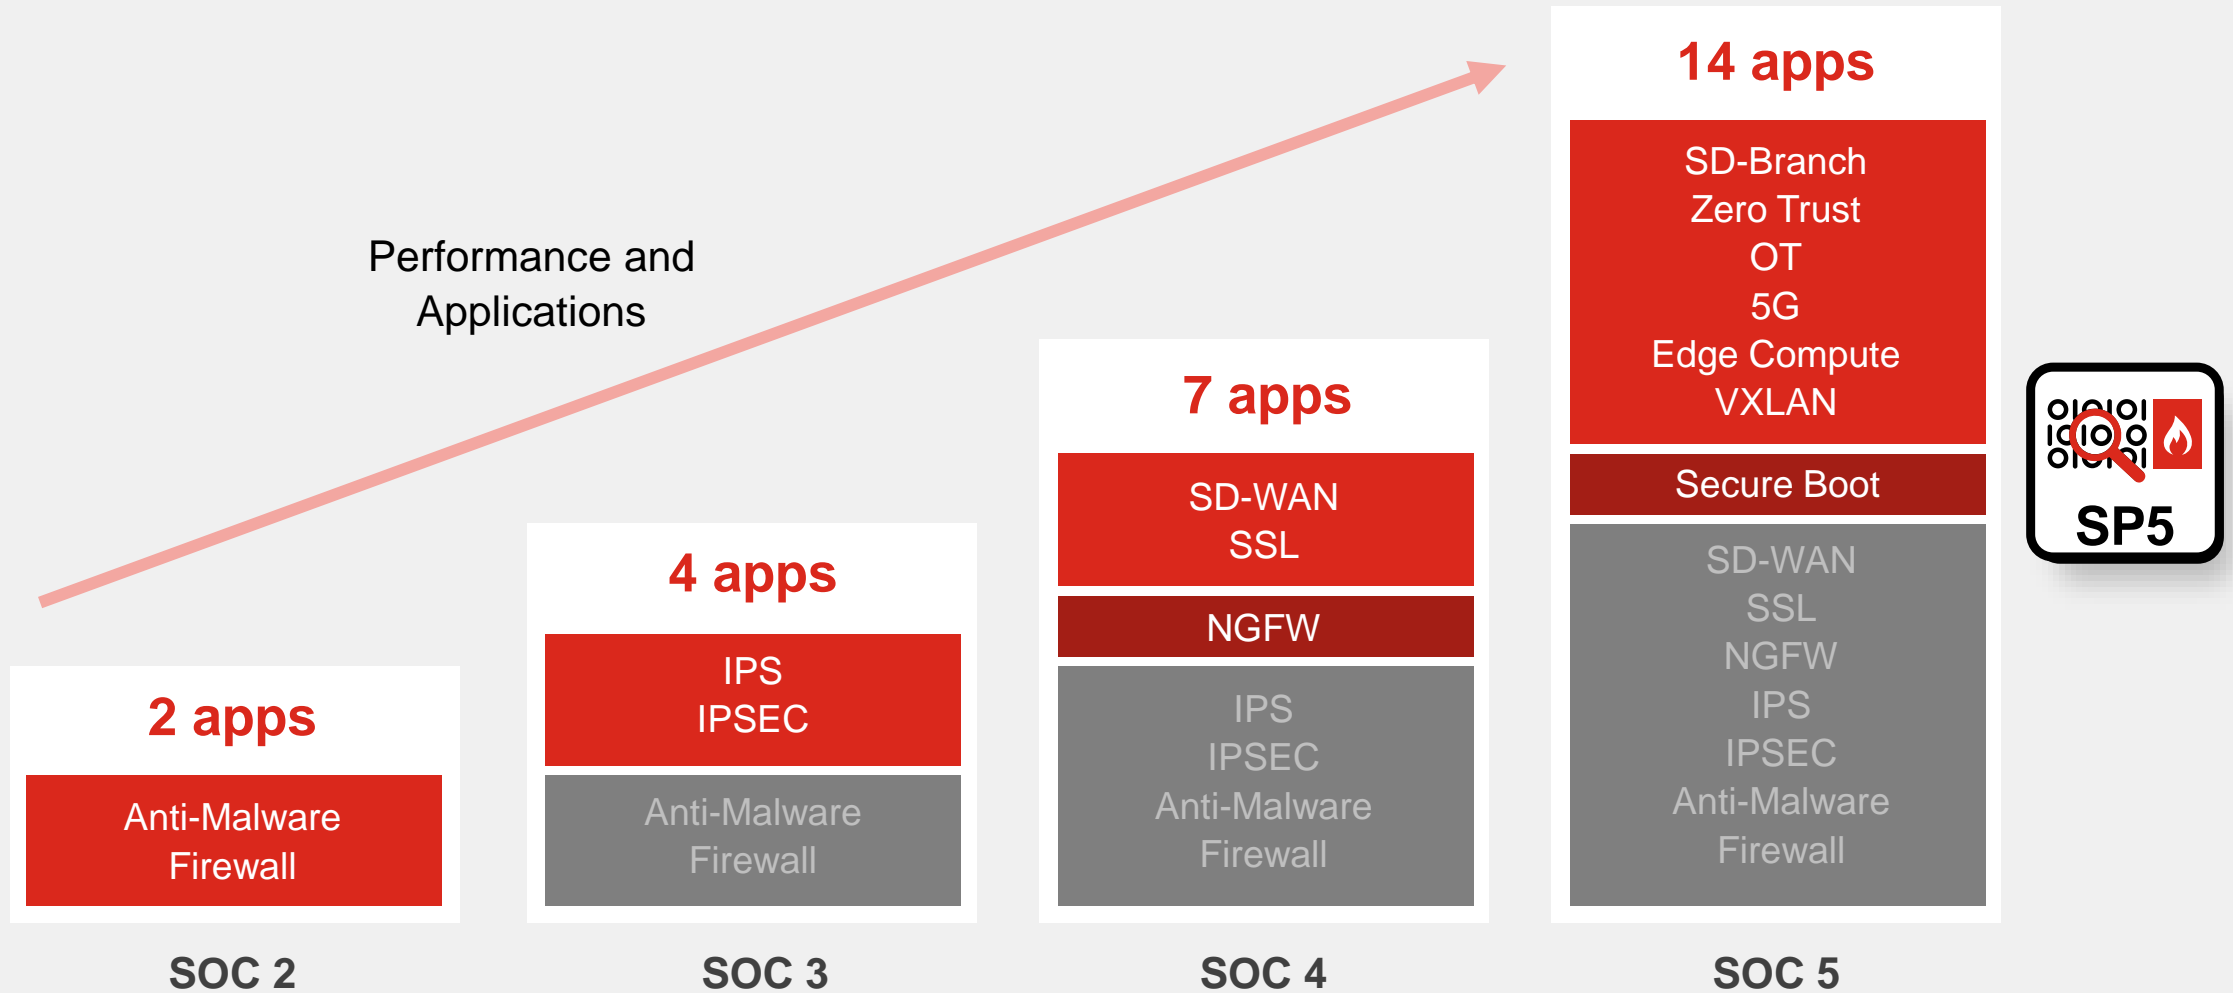 Performance and
Applications
2 apps
Anti-Malware
Firewall
SOC 2
4 apps
IPS
IPSEC
Anti-Malware
Firewall
SOC 3
7 apps
SD-WAN
SSL
NGFW
IPS
IPSEC
Anti-Malware
Firewall
SOC 4
14 apps
SD-Branch
Zero Trust
OT
5G
Edge Compute
VXLAN
Secure Boot
SD-WAN
SSL
NGFW
IPS
IPSEC
Anti-Malware
Firewall
SOC 5
SP5